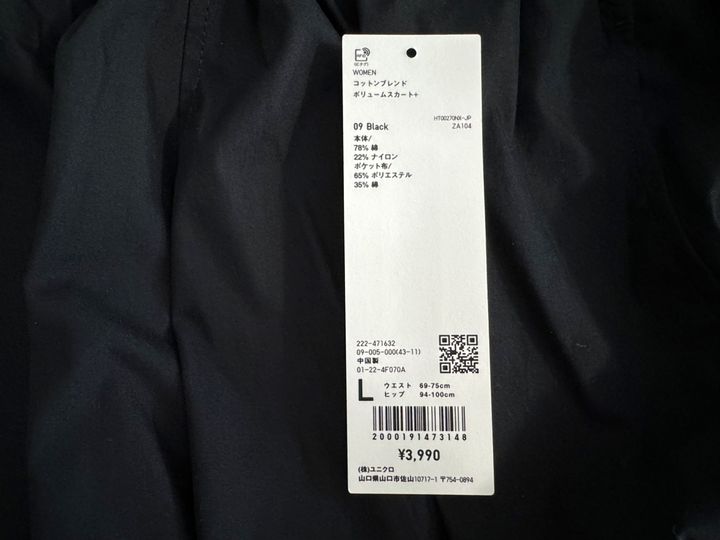 WOMEN
コットンブレンド
ボリュームスカート+
HT00270NX-JP
09 Black ZA104
本体/
78% 綿
22% ナイロン
ポケット布/
65% ポリエステル
35% 綿
222-471632
09-005-000(43-11)
中国製
01-22-4F070A
L ウエスト 69-75cm
ヒップ 94-100cm
2000191473148
¥3,990
(株)ユニクロ
山口県山口市佐山10717-1 〒754-0894